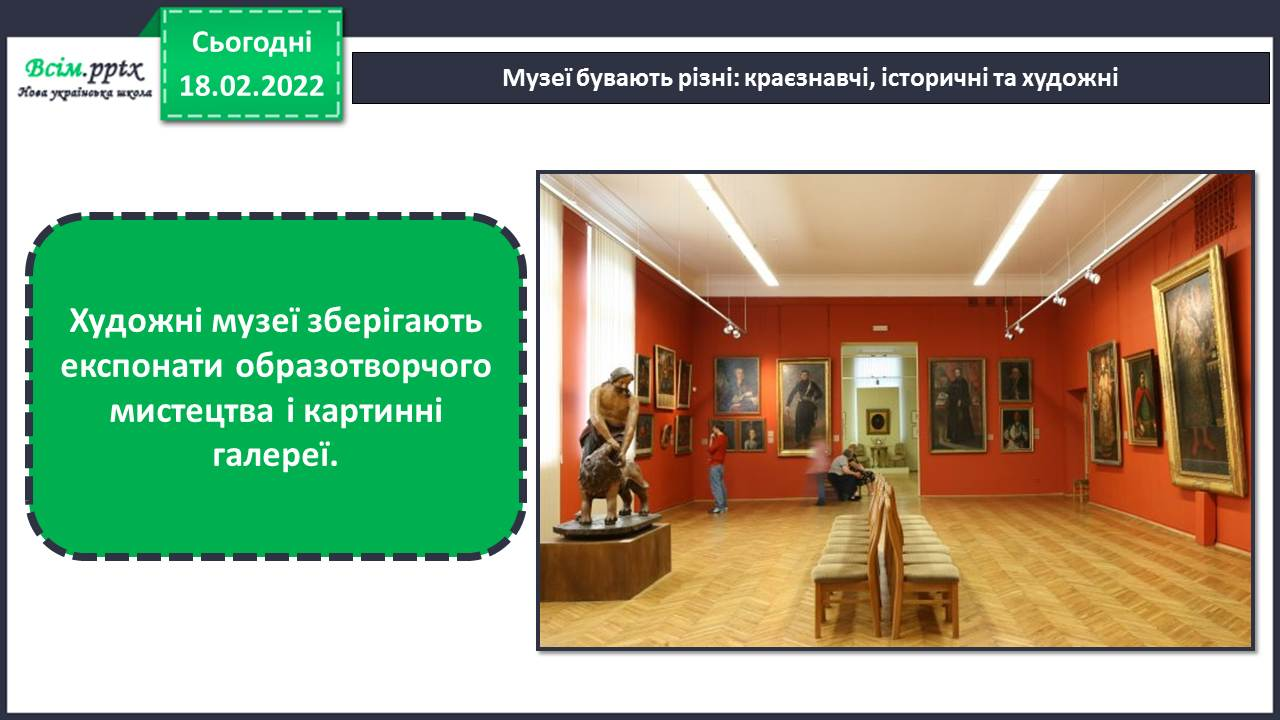 Сьогодні
18.02.2022
Всім.pptx
Нова українська школа
Музеї бувають різні: краєзнавчі, історичні та художні
Художні музеї зберігають
експонати образотворчого
мистецтва і картинні
галереї.